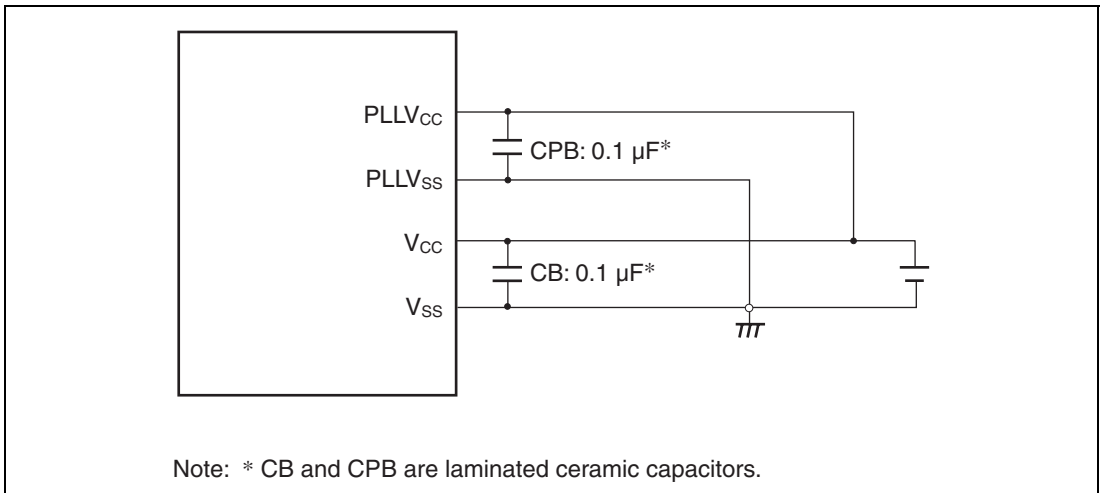 PLLVCC
CPB: 0.1 µF*
PLLVSS
VCC
CB: 0.1 µF*
VSS
Note: * CB and CPB are laminated ceramic capacitors.